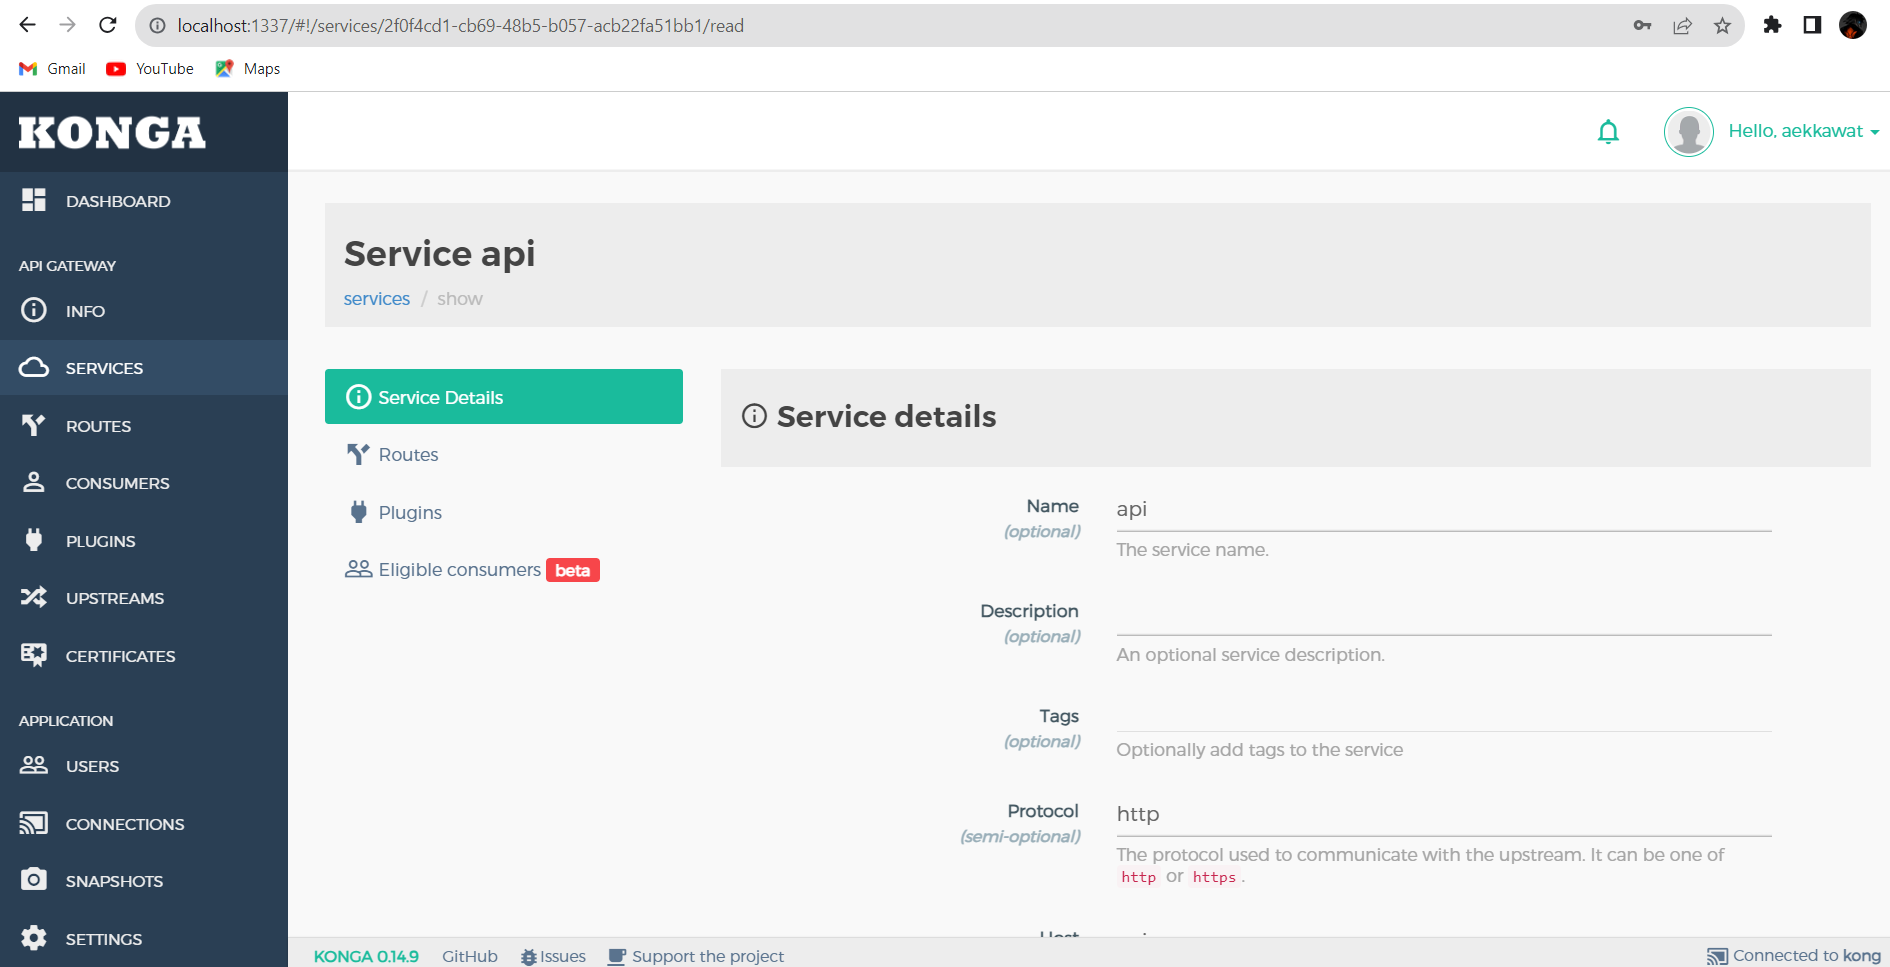 localhost:1337/#!/services/2f0f4cd1-cb69-48b5-b057-acb22fa51bb1/read
Gmail YouTube Maps
KONGA
Hello, aekkawat
DASHBOARD
API GATEWAY
INFO
SERVICES
ROUTES
CONSUMERS
PLUGINS
UPSTREAMS
CERTIFICATES
APPLICATION
USERS
CONNECTIONS
SNAPSHOTS
SETTINGS
Service api
services / show
Service Details
Routes
Plugins
Eligible consumers beta
Service details
Name
(optional)
api
The service name.
Description
(optional)
An optional service description.
Tags
(optional)
Optionally add tags to the service
Protocol
(semi-optional)
http
The protocol used to communicate with the upstream. It can be one of
http or https.
Host
KONGA 0.14.9 GitHub Issues Support the project
Connected to kong